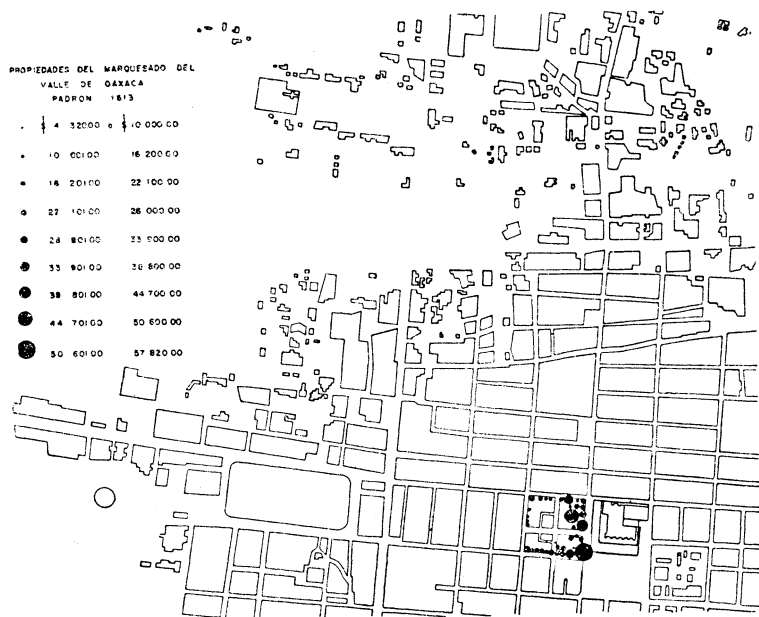 PROPIEDADES DEL MARQUESADO DEL
VALLE DE OAXACA
PADRON 1813
$ 4 320.00 a $ 10 000.00
10 001.00 16 200.00
16 201.00 22 100.00
27 101.00 28 000.00
28 801.00 33 900.00
33 901.00 38 800.00
38 801.00 44 700.00
44 701.00 50 600.00
50 601.00 57 820.00